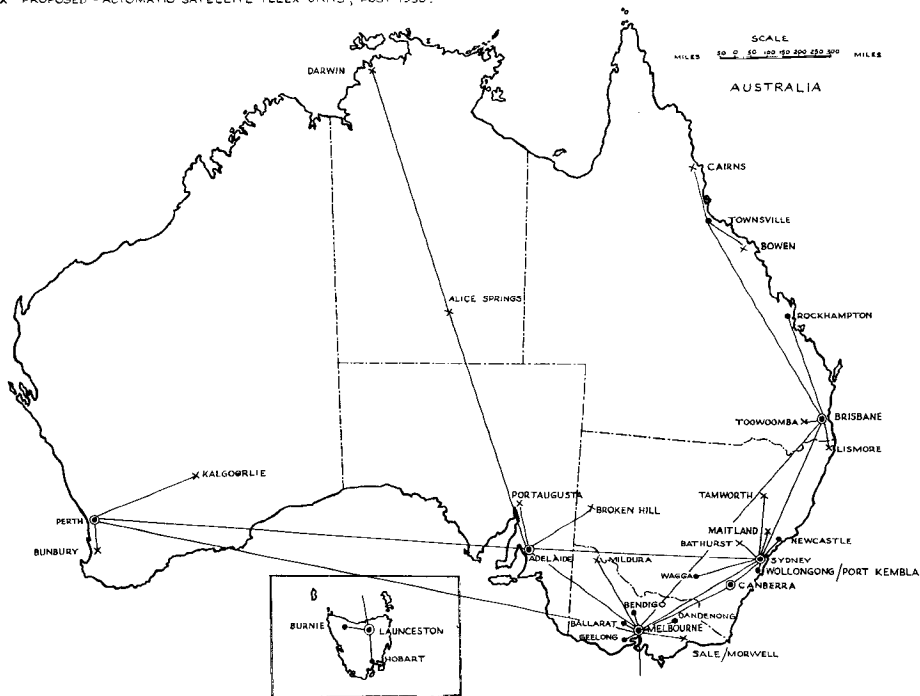 X PROPOSED - AUTOMATIC SATELLITE TELEX UNITS, POST 1956.
SCALE
MILES 50 0 50 100 150 200 250 300 MILES
AUSTRALIA
DARWIN
CAIRNS
TOWNSVILLE
BOWEN
ALICE SPRINGS
ROCKHAMPTON
BRISBANE
TOOWOOMBA
LISMORE
KALGOORLIE
PORTAUGUSTA
TAMWORTH
BROKEN HILL
PERTH
MAITLAND
NEWCASTLE
BATHURST
BUNBURY
ADELAIDE
MILDURA
SYDNEY
WOLLONGONG/PORT KEMBLA
WAGGA
CANBERRA
BENDIGO
DANDENONG
BALLARAT
MELBOURNE
GEELONG
SALE/MORWELL
BURNIE
LAUNCESTON
HOBART